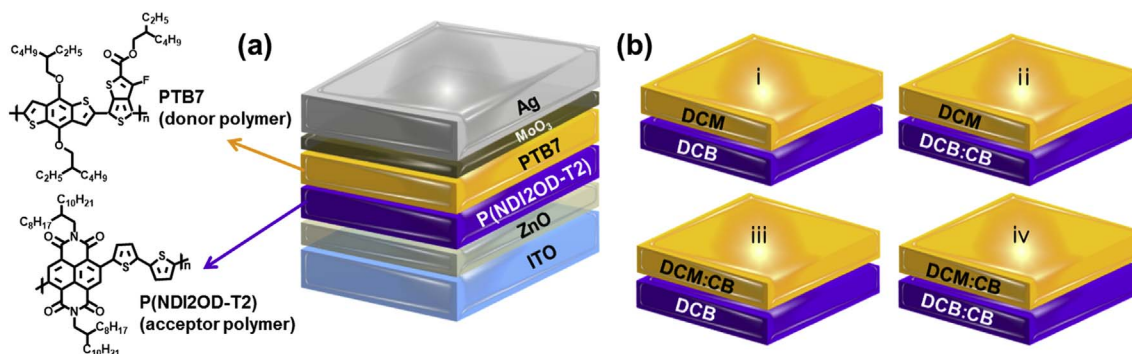 (a)
C₂H₅
C₄H₉
O
O
C₂H₅
C₄H₉
O
F
S
S
S
S
n
O
C₂H₅
C₄H₉
PTB7
(donor polymer)
C₁₀H₂₁
C₈H₁₇
O
N
O
S
S
n
O
N
O
C₈H₁₇
C₁₀H₂₁
P(NDI2OD-T2)
(acceptor polymer)
Ag
MoO₃
PTB7
P(NDI2OD-T2)
ZnO
ITO
(b)
i
DCM
DCB
ii
DCM
DCB:CB
iii
DCM:CB
DCB
iv
DCM:CB
DCB:CB